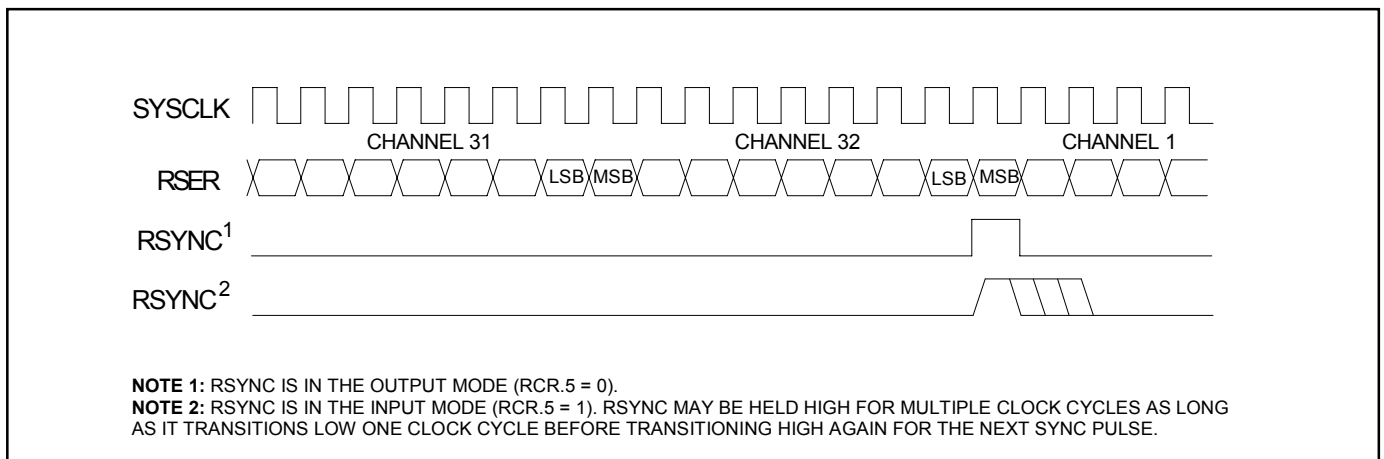 SYSCLK
CHANNEL 31 CHANNEL 32 CHANNEL 1
RSER LSB MSB LSB MSB
RSYNC1
RSYNC2
NOTE 1: RSYNC IS IN THE OUTPUT MODE (RCR.5 = 0).
NOTE 2: RSYNC IS IN THE INPUT MODE (RCR.5 = 1). RSYNC MAY BE HELD HIGH FOR MULTIPLE CLOCK CYCLES AS LONG
AS IT TRANSITIONS LOW ONE CLOCK CYCLE BEFORE TRANSITIONING HIGH AGAIN FOR THE NEXT SYNC PULSE.